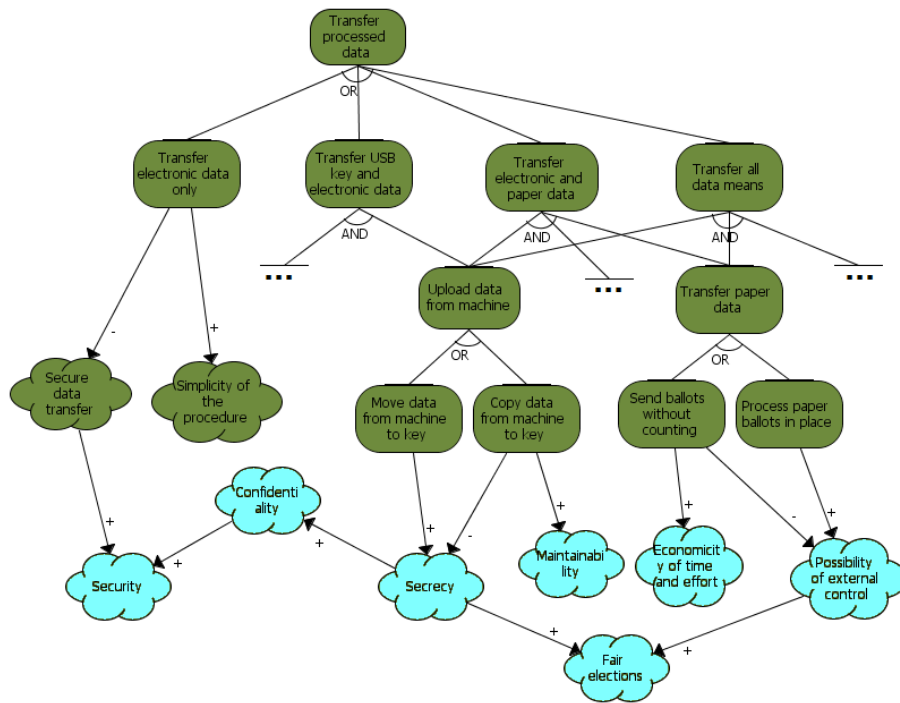 Transfer
processed
data
OR
Transfer
electronic data
only
Transfer USB
key and
electronic data
Transfer
electronic and
paper data
Transfer all
data means
AND
AND
AND
...
...
...
Upload data
from machine
Transfer paper
data
-
+
OR
OR
Secure
data
transfer
Simplicity of
the
procedure
Move data
from machine
to key
Copy data
from machine
to key
Send ballots
without
counting
Process paper
ballots in place
+
+
-
+
+
-
+
Confidenti
ality
+
+
Security
Secrecy
Maintainabi
lity
Economicit
y of time
and effort
Possibility
of external
control
+
+
Fair
elections